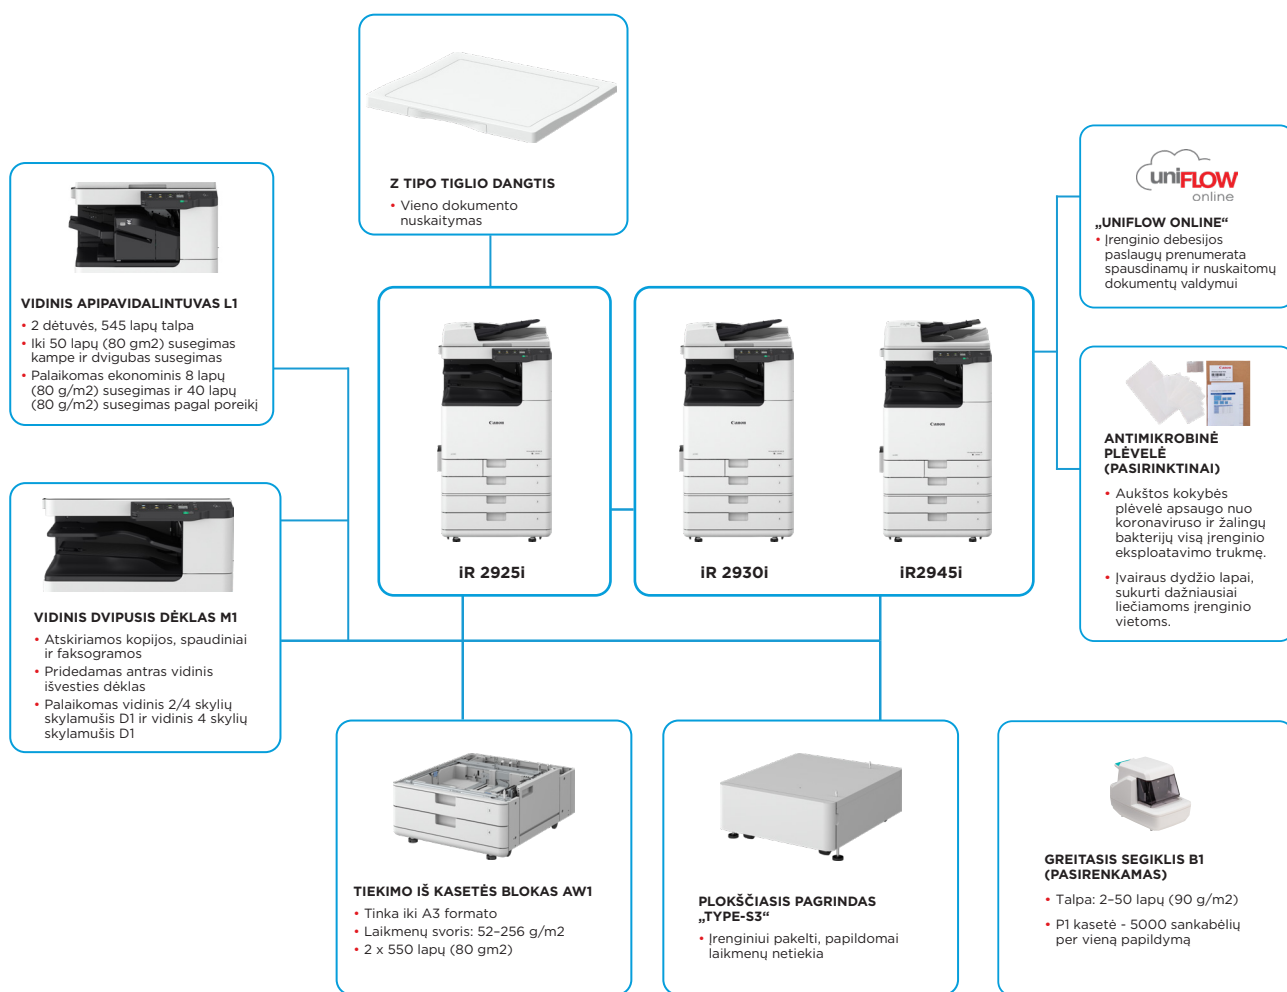 Z TIPO TIGLIO DANGTIS
• Vieno dokumento
nuskaitymas
VIDINIS APIPAVIDALINTUVAS L1
• 2 dėtuvės, 545 lapų talpa
• Iki 50 lapų (80 gm2) susegimas
kampe ir dvigubas susegimas
• Palaikomas ekonominis 8 lapų
(80 g/m2) susegimas ir 40 lapų
(80 g/m2) susegimas pagal poreikį
uniFLOW
online
„UNIFLOW ONLINE“
• Įrenginio debesijos
paslaugų prenumerata
spausdinamų ir nuskaitomų
dokumentų valdymui
Canon
iR 2925i
Canon
iR 2930i
Canon
iR2945i
ANTIMIKROBINĖ
PLĖVELĖ
(PASIRINKTINAI)
• Aukštos kokybės
plėvelė apsaugo nuo
koronaviruso ir žalingų
bakterijų visą įrenginio
eksploatavimo trukmę.
• Įvairaus dydžio lapai,
sukurti dažniausiai
liečiamoms įrenginio
vietoms.
VIDINIS DVIPUSIS DĖKLAS M1
• Atskiriamos kopijos, spaudiniai
ir faksogramos
• Pridedamas antras vidinis
išvesties dėklas
• Palaikomas vidinis 2/4 skylių
skylamušis D1 ir vidinis 4 skylių
skylamušis D1
TIEKIMO IŠ KASETĖS BLOKAS AW1
• Tinka iki A3 formato
• Laikmenų svoris: 52–256 g/m2
• 2 x 550 lapų (80 gm2)
PLOKŠČIASIS PAGRINDAS
„TYPE-S3“
• Įrenginiui pakelti, papildomai
laikmenų netiekia
GREITASIS SEGIKLIS B1
(PASIRENKAMAS)
• Talpa: 2–50 lapų (90 g/m2)
• P1 kasetė - 5000 sankabėlių
per vieną papildymą